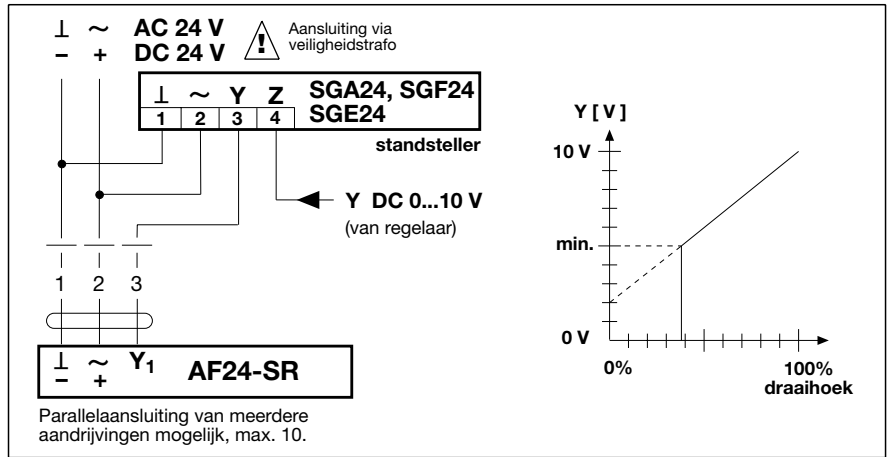 ⊥ ~ AC 24 V
– + DC 24 V
! Aansluiting via
veiligheidstrafo
⊥ ~ Y Z
1 2 3 4
SGA24, SGF24
SGE24
standsteller
Y DC 0...10 V
(van regelaar)
1 2 3
⊥ ~ Y₁
– +
AF24-SR
Parallelaansluiting van meerdere
aandrijvingen mogelijk, max. 10.
Y [ V ]
10 V
min.
0 V
0% 100%
draaihoek